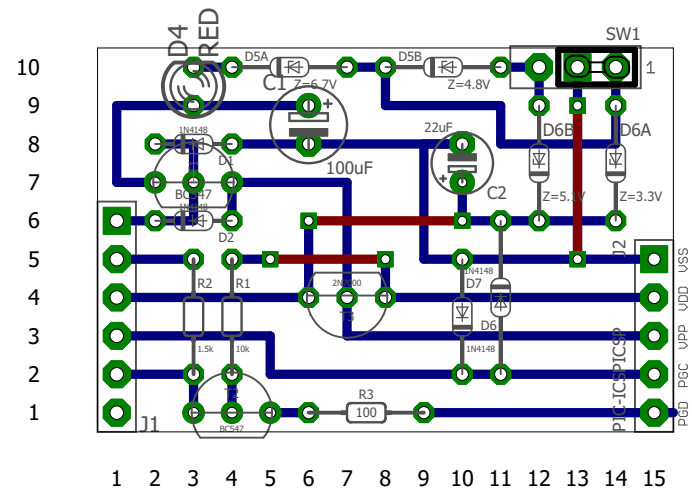 D4
RED
SW1
10
D5A
D5B
1
C1
Z=6.7V
Z=4.8V
9
+
1N4148
22uF
D6B
D6A
8
D1
100uF
7
BC547
+
C2
1N4148
Z=5.1V
Z=3.3V
6
D2
J2
5
VSS
1N4148
R2
R1
2N7000
D7
4
VDD
T3
D6
3
1.5k
10k
1N4148
VPP
2
T2
R3
PIC-ICSPICSP
PGC
1
J1
BC547
100
PGD
1 2 3 4 5 6 7 8 9 10 11 12 13 14 15